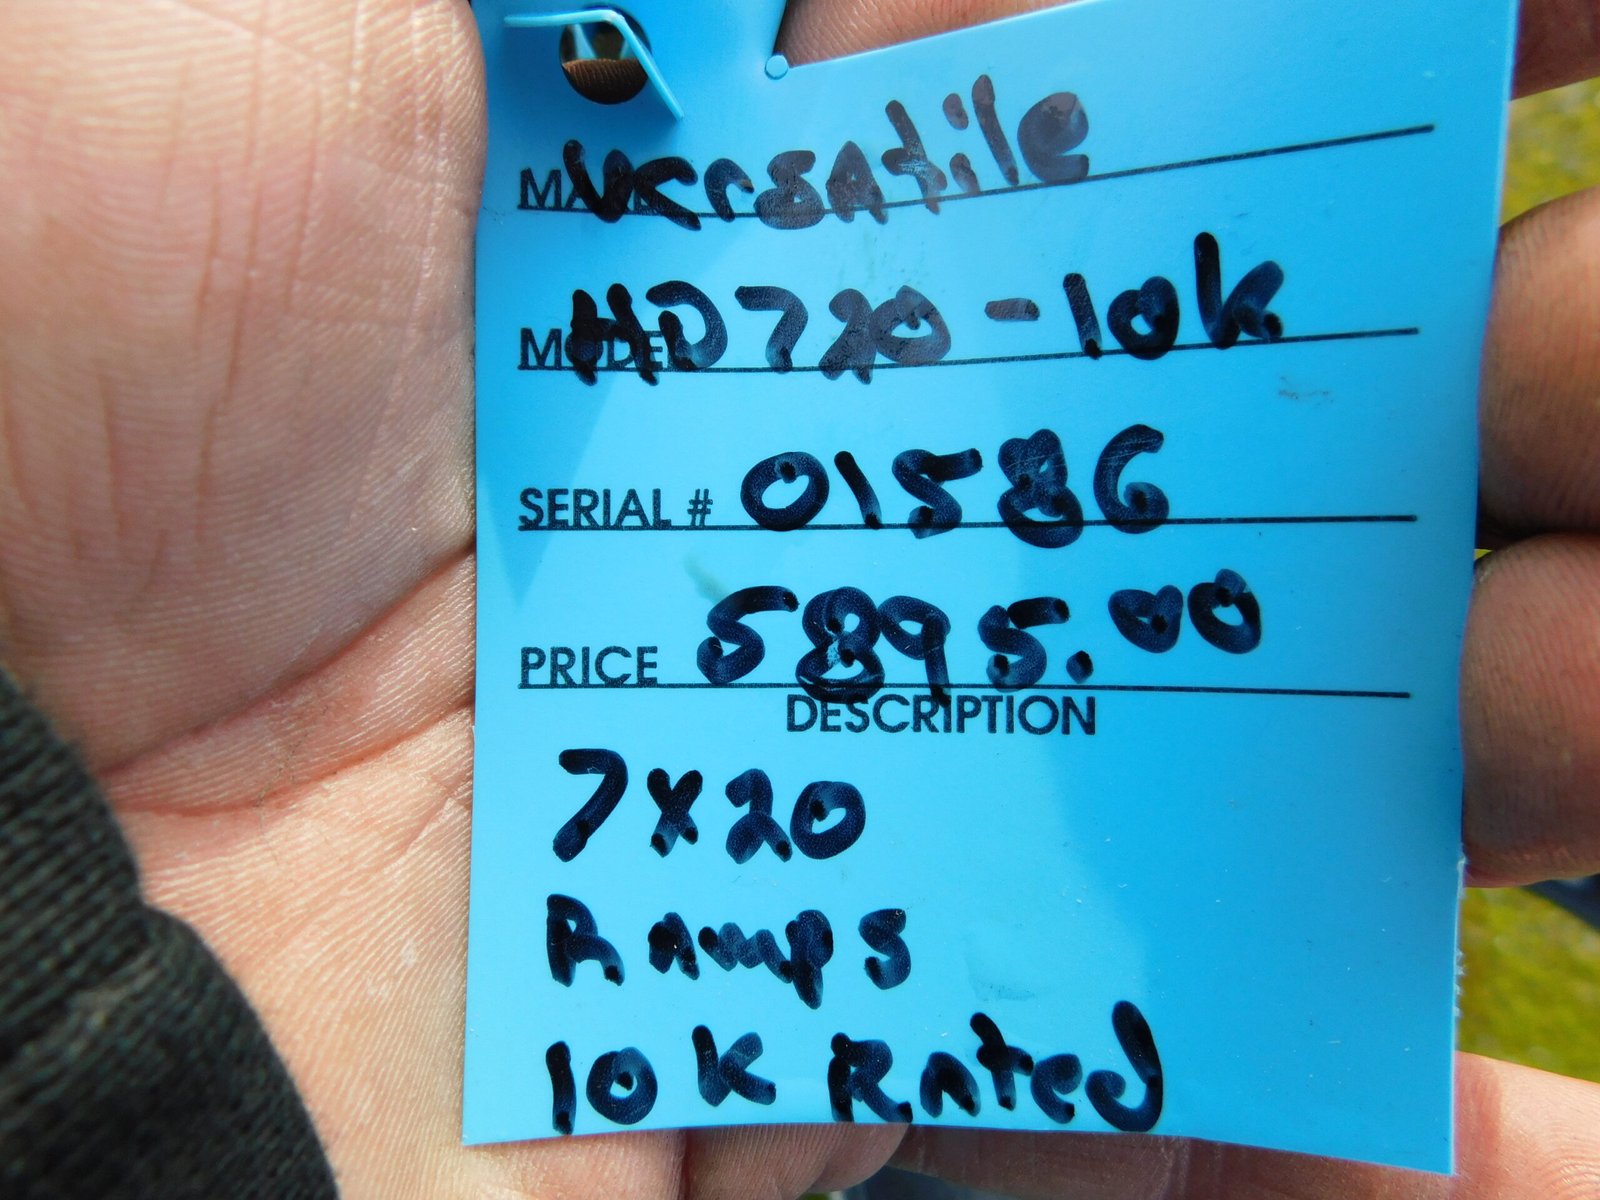 MAKE Versatile
MODEL HD720-10k
SERIAL # 01586
PRICE 5895.00
DESCRIPTION
7x20
Ramps
10K Rated